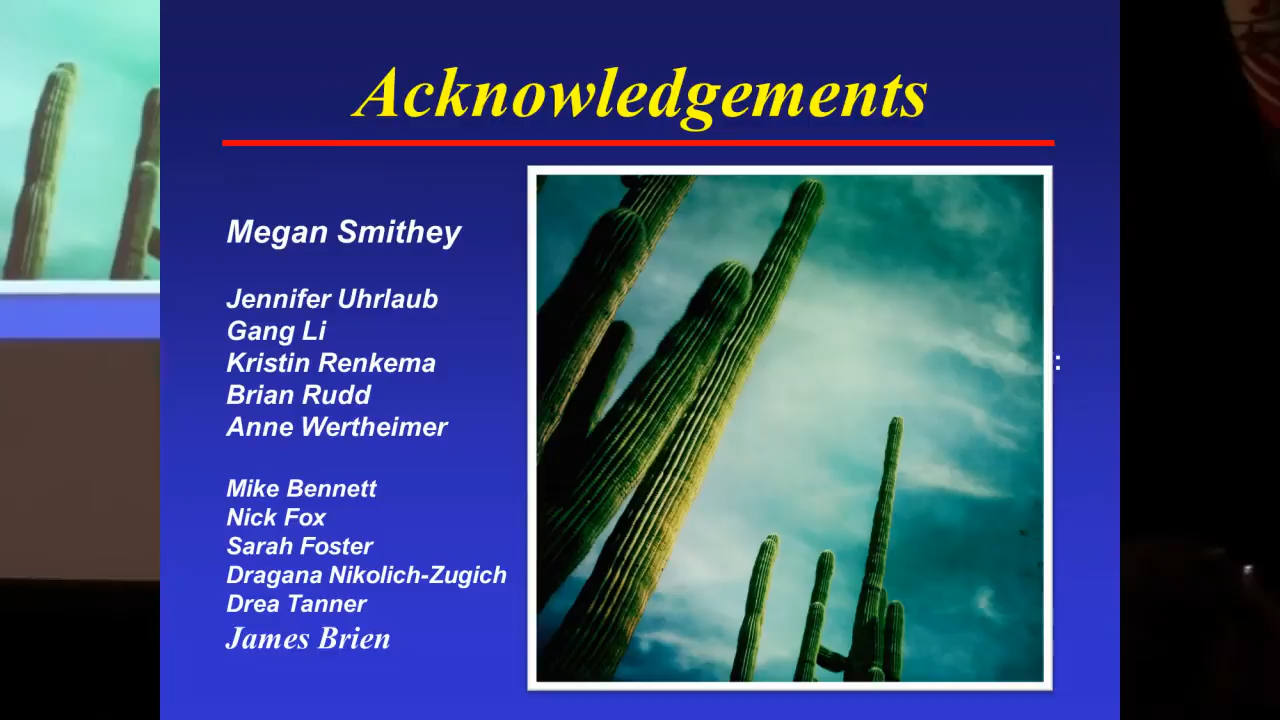 Acknowledgements
Megan Smithey
Jennifer Uhrlaub
Gang Li
Kristin Renkema
Brian Rudd
Anne Wertheimer
:
Mike Bennett
Nick Fox
Sarah Foster
Dragana Nikolich-Zugich
Drea Tanner
James Brien